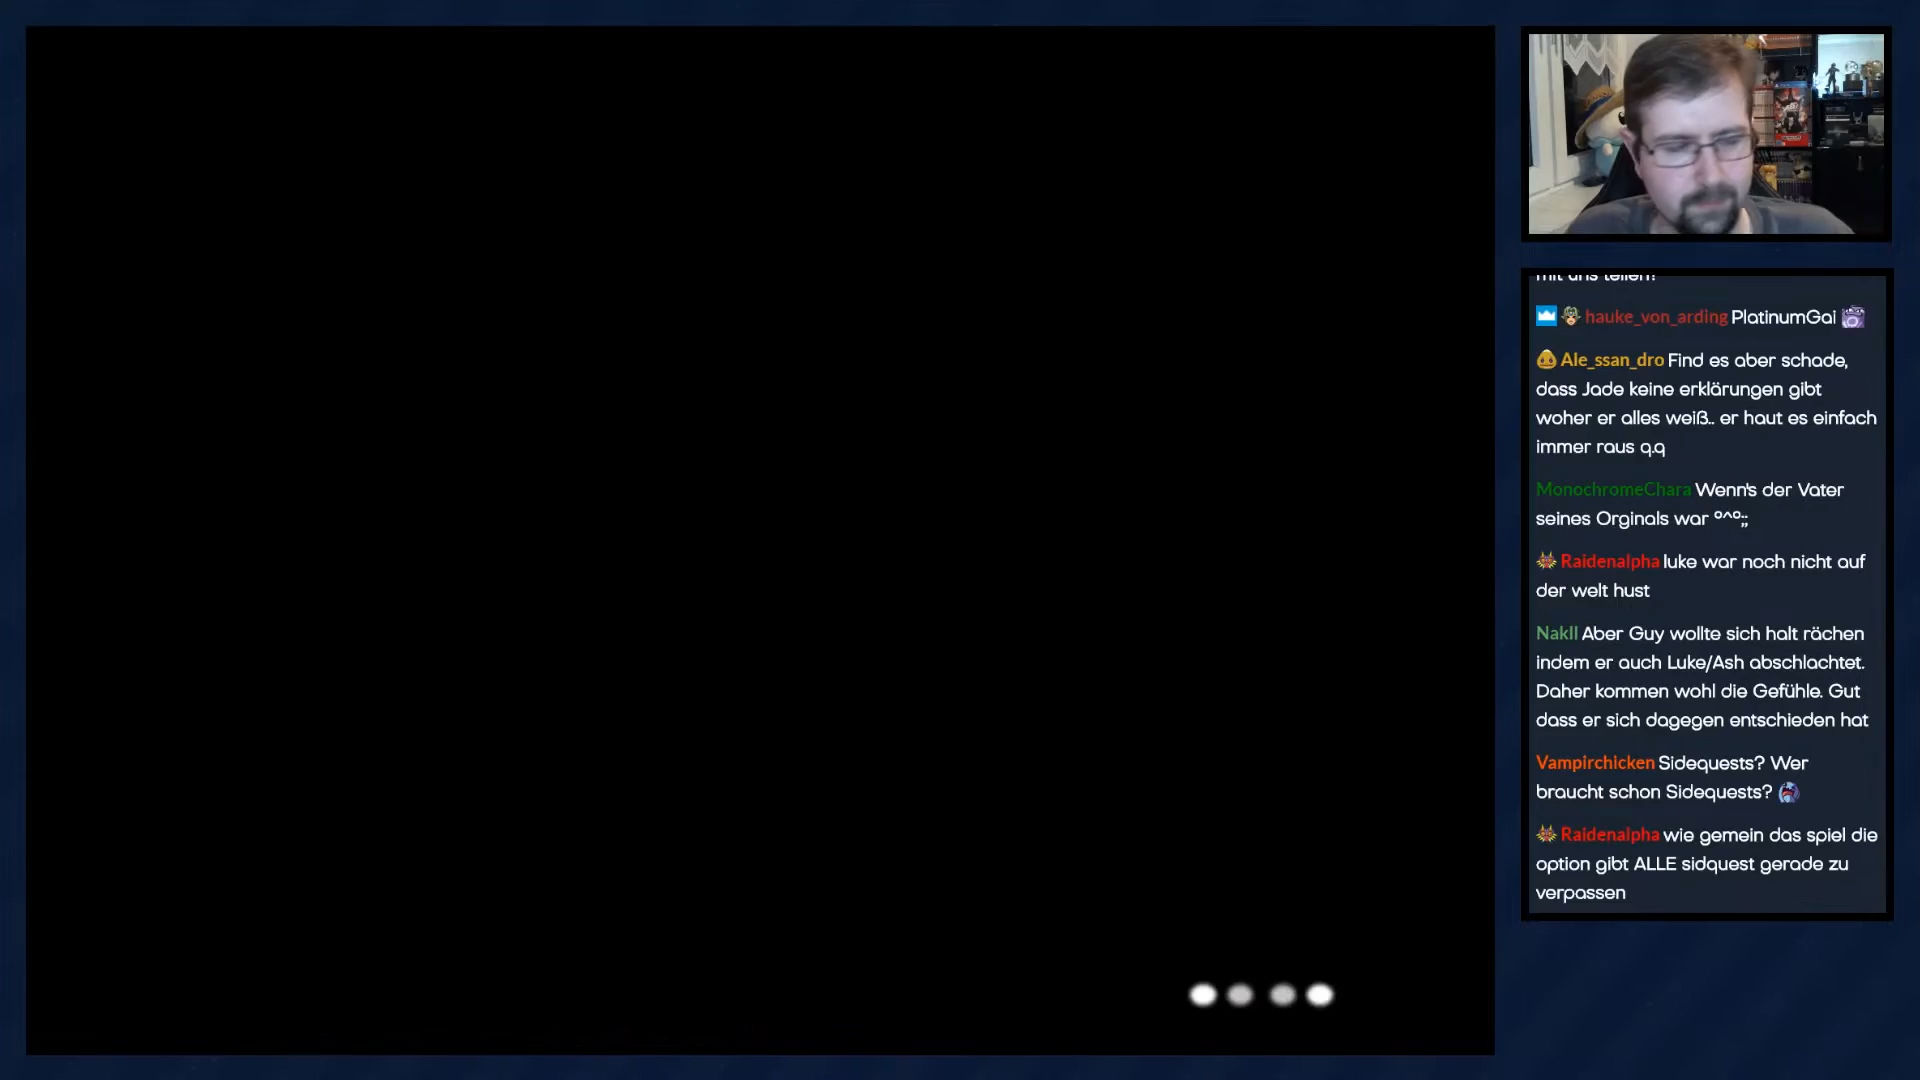 mit uns teilen?
hauke_von_arding PlatinumGai
Ale_ssan_dro Find es aber schade,
dass Jade keine erklärungen gibt
woher er alles weiß.. er haut es einfach
immer raus q.q
MonochromeChara Wenn's der Vater
seines Orginals war °^°;;
Raidenalpha luke war noch nicht auf
der welt hust
Nakll Aber Guy wollte sich halt rächen
indem er auch Luke/Ash abschlachtet.
Daher kommen wohl die Gefühle. Gut
dass er sich dagegen entschieden hat
Vampirchicken Sidequests? Wer
braucht schon Sidequests?
Raidenalpha wie gemein das spiel die
option gibt ALLE sidquest gerade zu
verpassen